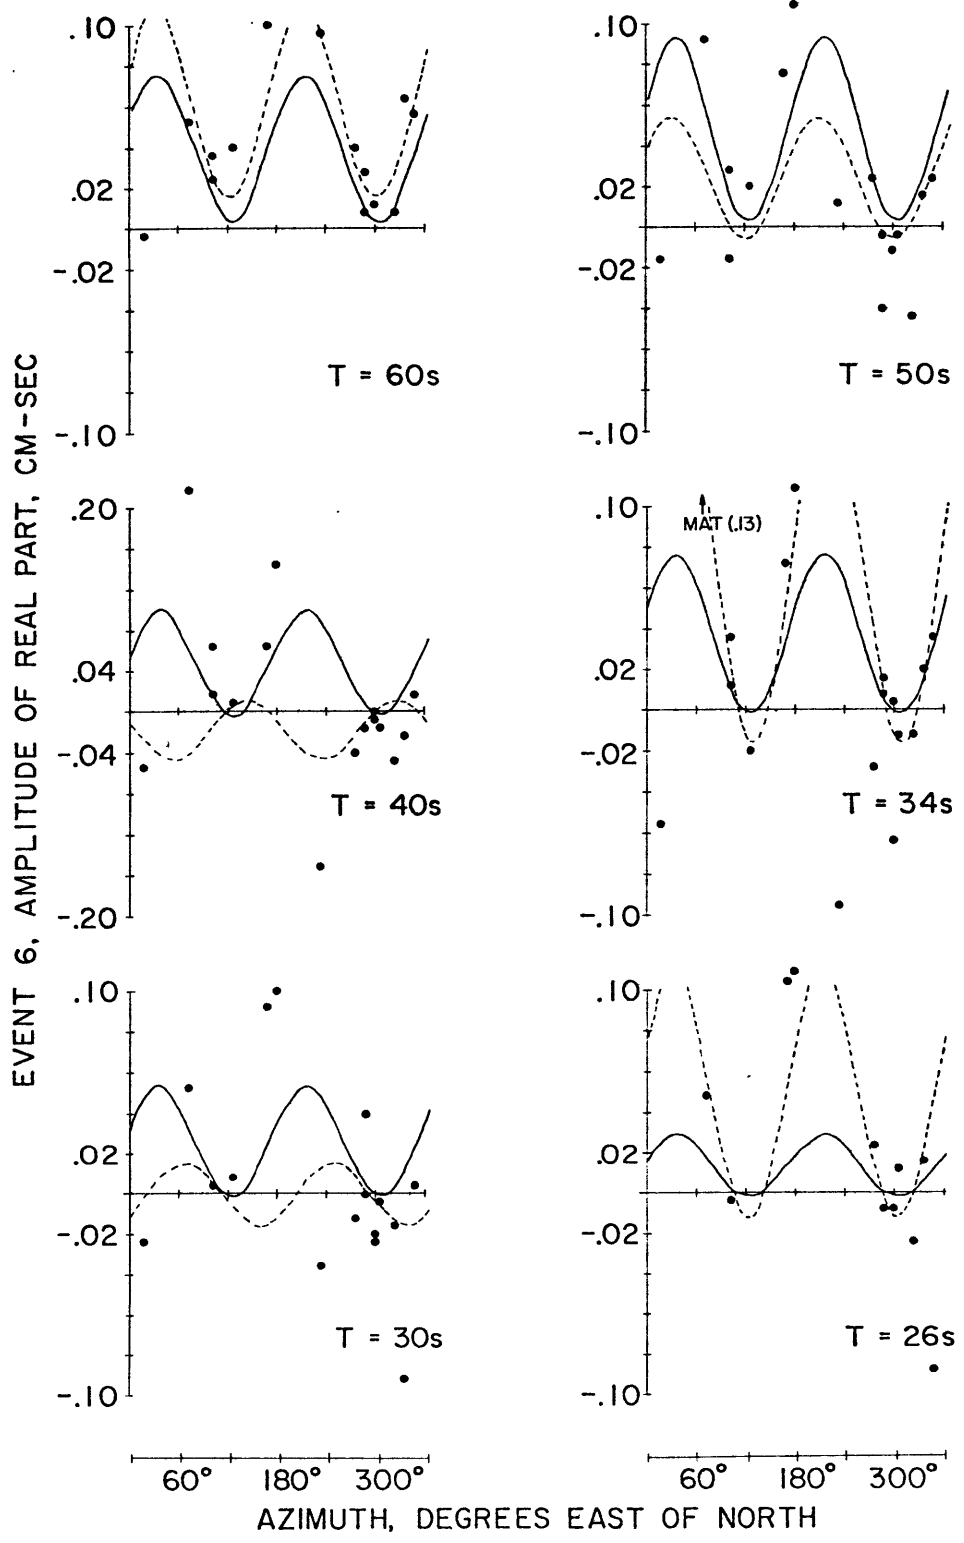 EVENT 6, AMPLITUDE OF REAL PART, CM-SEC
.10
.02
-.02
-.10
T = 60s
.10
.02
-.02
-.10
T = 50s
.20
.04
-.04
-.20
T = 40s
.10
.02
-.02
-.10
MAT (.13)
T = 34s
.10
.02
-.02
-.10
T = 30s
.10
.02
-.02
-.10
T = 26s
60° 180° 300°
60° 180° 300°
AZIMUTH, DEGREES EAST OF NORTH